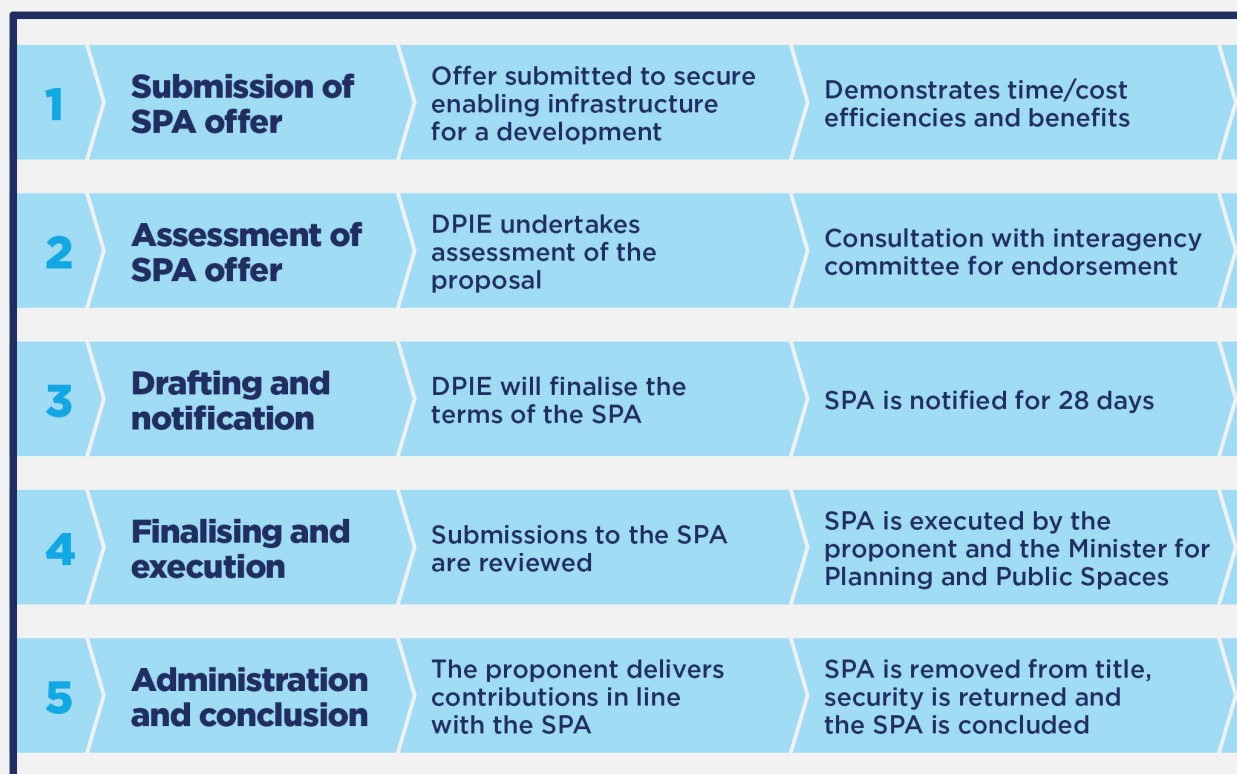 1
Submission of
SPA offer
Offer submitted to secure
enabling infrastructure
for a development
Demonstrates time/cost
efficiencies and benefits
2
Assessment of
SPA offer
DPIE undertakes
assessment of the
proposal
Consultation with interagency
committee for endorsement
3
Drafting and
notification
DPIE will finalise the
terms of the SPA
SPA is notified for 28 days
4
Finalising and
execution
Submissions to the SPA
are reviewed
SPA is executed by the
proponent and the Minister for
Planning and Public Spaces
5
Administration
and conclusion
The proponent delivers
contributions in line
with the SPA
SPA is removed from title,
security is returned and
the SPA is concluded